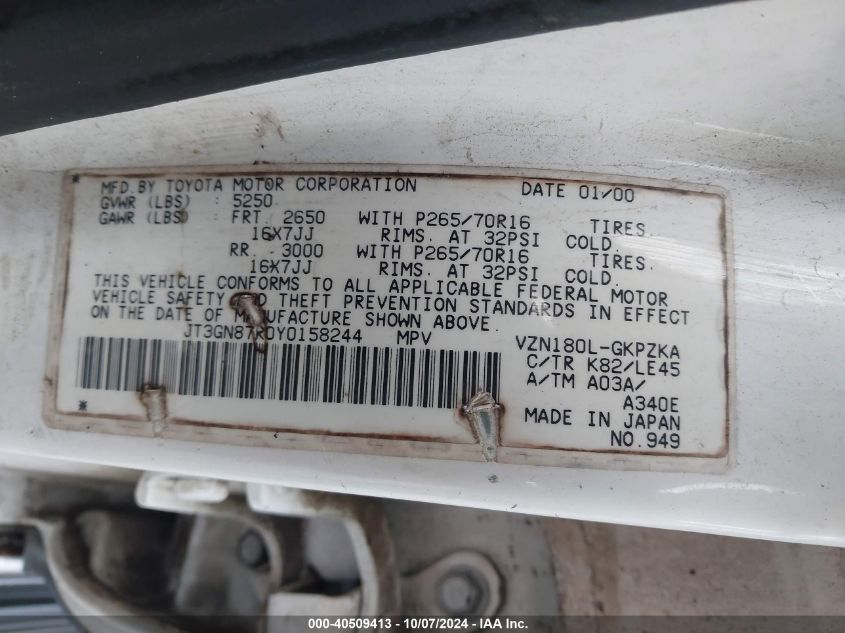 * MFD. BY TOYOTA MOTOR CORPORATION DATE 01/00
GVWR (LBS) : 5250
GAWR (LBS) : FRT. 2650 WITH P265/70R16 TIRES.
16X7JJ RIMS. AT 32PSI COLD.
RR. 3000 WITH P265/70R16 TIRES.
16X7JJ RIMS. AT 32PSI COLD.
THIS VEHICLE CONFORMS TO ALL APPLICABLE FEDERAL MOTOR
VEHICLE SAFETY AND THEFT PREVENTION STANDARDS IN EFFECT
ON THE DATE OF MANUFACTURE SHOWN ABOVE.
JT3GN87R0Y0158244 MPV VZN180L-GKPZKA
C/TR K82/LE45
A/TM A03A/
A340E
* MADE IN JAPAN
NO.949
000-40509413 - 10/07/2024 - IAA Inc.